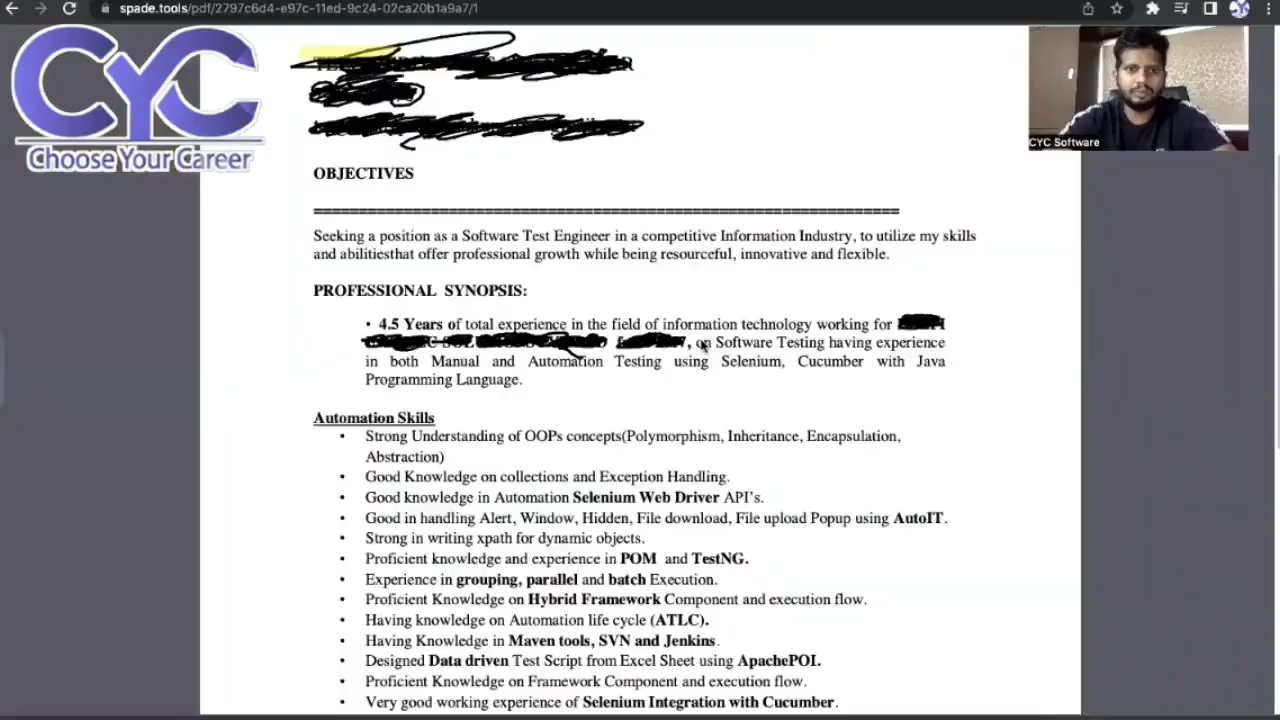 spade.tools/pdf/2797c6d4-e97c-11ed-9c24-02ca20b1a9a7/1
CYC
Choose Your Career
CYC Software
OBJECTIVES
=================================================================
Seeking a position as a Software Test Engineer in a competitive Information Industry, to utilize my skills
and abilitiesthat offer professional growth while being resourceful, innovative and flexible.
PROFESSIONAL SYNOPSIS:
• 4.5 Years of total experience in the field of information technology working for
on Software Testing having experience
in both Manual and Automation Testing using Selenium, Cucumber with Java
Programming Language.
Automation Skills
• Strong Understanding of OOPs concepts(Polymorphism, Inheritance, Encapsulation,
Abstraction)
• Good Knowledge on collections and Exception Handling.
• Good knowledge in Automation Selenium Web Driver API's.
• Good in handling Alert, Window, Hidden, File download, File upload Popup using AutoIT.
• Strong in writing xpath for dynamic objects.
• Proficient knowledge and experience in POM and TestNG.
• Experience in grouping, parallel and batch Execution.
• Proficient Knowledge on Hybrid Framework Component and execution flow.
• Having knowledge on Automation life cycle (ATLC).
• Having Knowledge in Maven tools, SVN and Jenkins.
• Designed Data driven Test Script from Excel Sheet using ApachePOI.
• Proficient Knowledge on Framework Component and execution flow.
• Very good working experience of Selenium Integration with Cucumber.